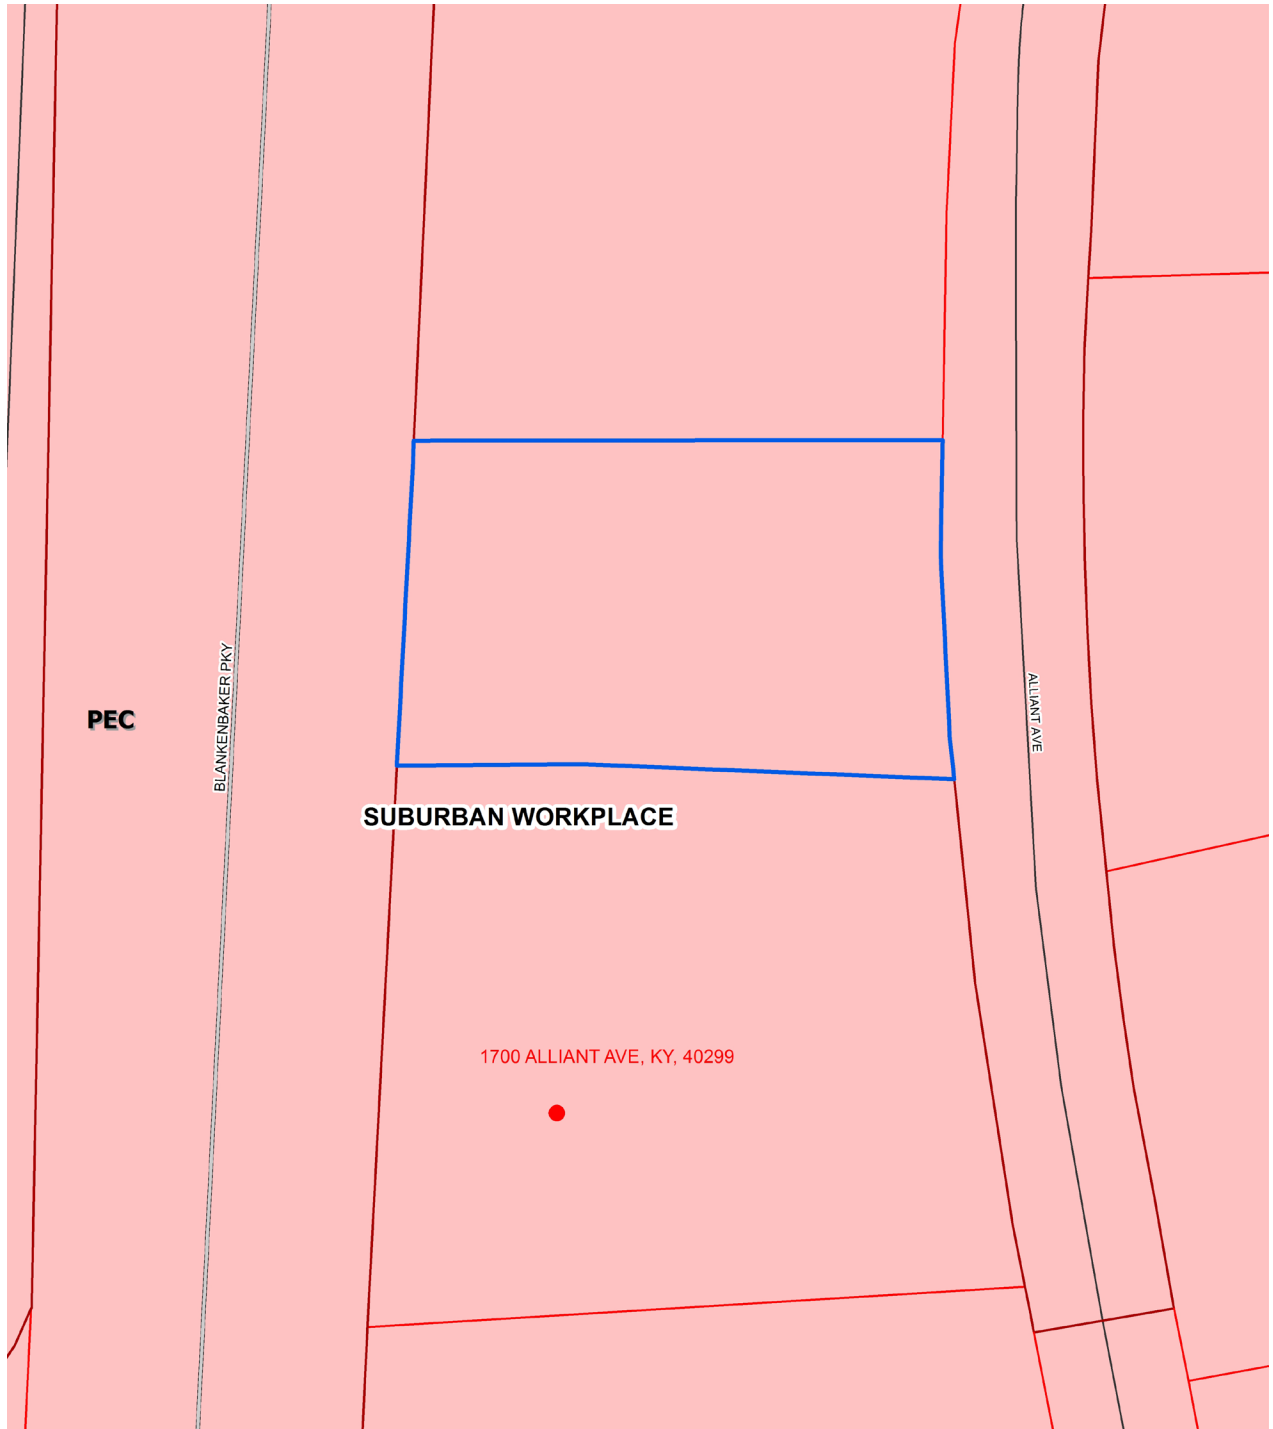 BLANKENBAKER PKY
ALLIANT AVE
PEC
SUBURBAN WORKPLACE
1700 ALLIANT AVE, KY, 40299